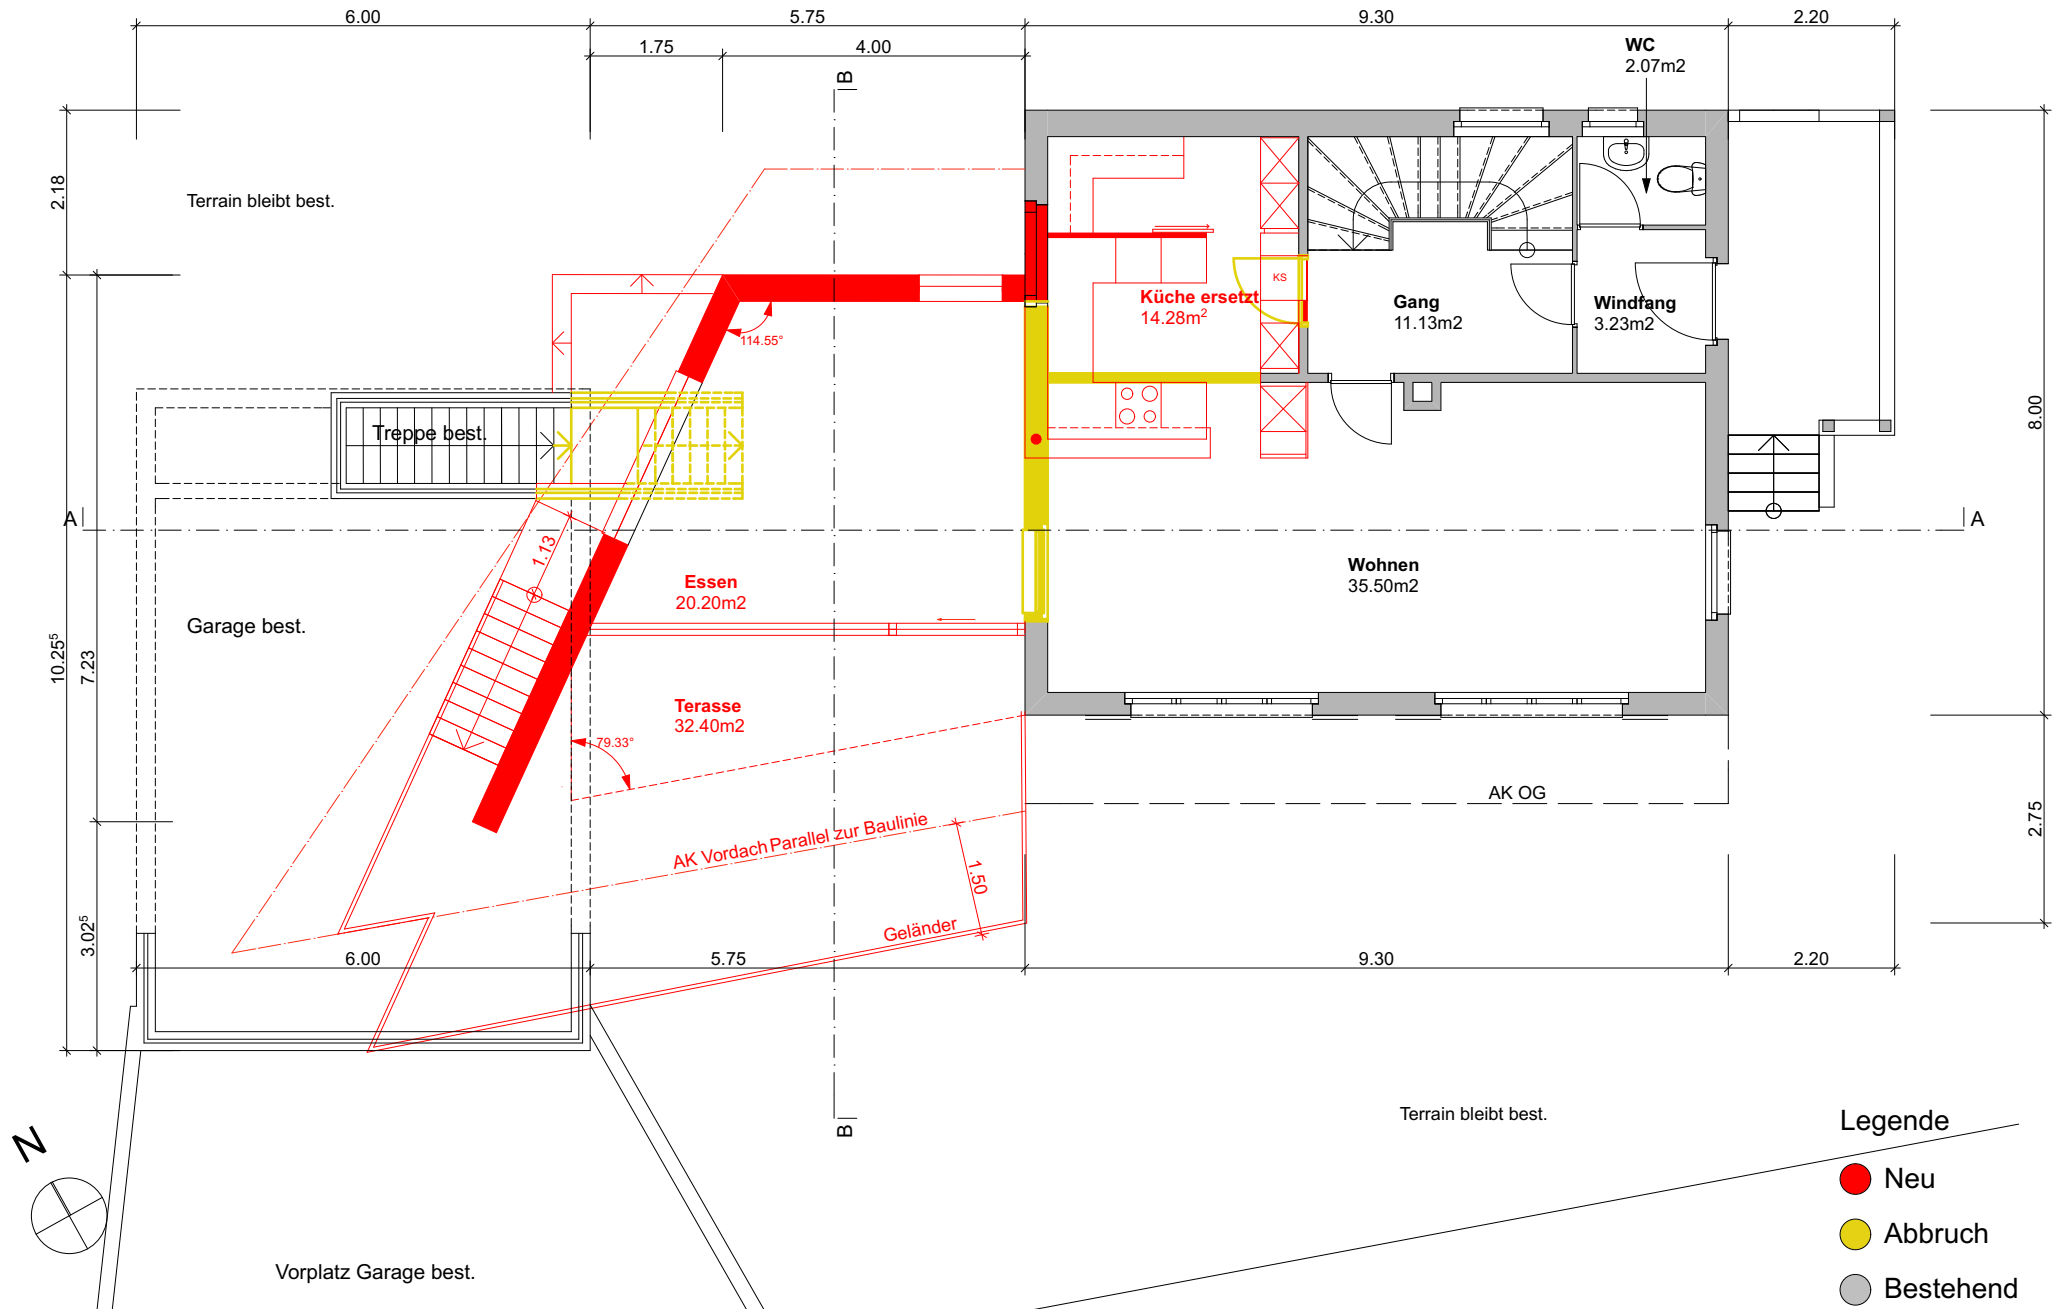 6.00
5.75
9.30
2.20
1.75
4.00
WC
2.07m2
B
2.18
Terrain bleibt best.
KS
Küche ersetzt
14.28m²
Gang
11.13m2
Windfang
3.23m2
114.55°
8.00
Treppe best.
A
A
1.13
Essen
20.20m2
Wohnen
35.50m2
Garage best.
10.25⁵
7.23
Terasse
32.40m2
79.33°
AK OG
2.75
AK Vordach Parallel zur Baulinie
1.50
Geländer
3.02⁵
6.00
5.75
9.30
2.20
B
Terrain bleibt best.
N
Vorplatz Garage best.
Legende
Neu
Abbruch
Bestehend